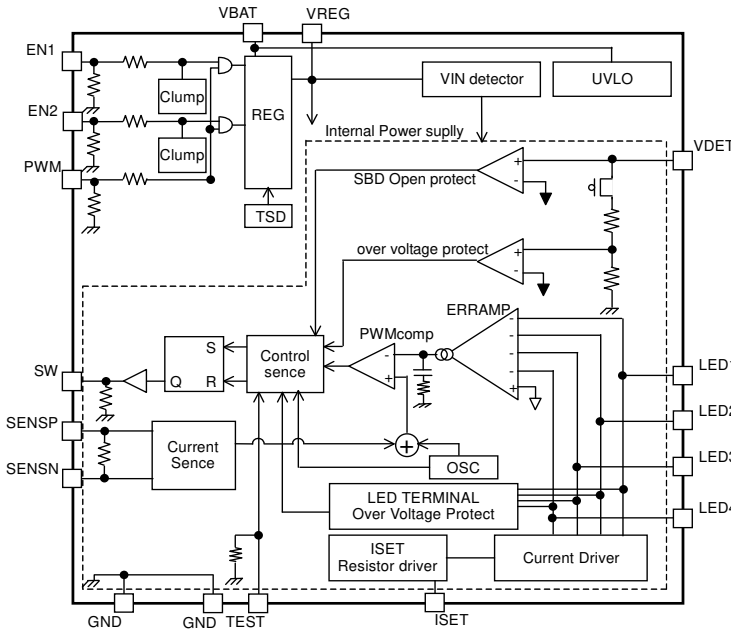 VBAT
VREG
EN1
Clump
REG
VIN detector
UVLO
EN2
Clump
Internal Power suplly
PWM
VDET
SBD Open protect
TSD
over voltage protect
ERRAMP
PWMcomp
S
Q
R
Control
sence
SW
LED1
LED2
LED3
LED4
SENSP
SENSN
Current
Sence
OSC
LED TERMINAL
Over Voltage Protect
ISET
Resistor driver
Current Driver
GND
GND
TEST
ISET
+
-
+
-
-
-
-
-
+
-
+
+